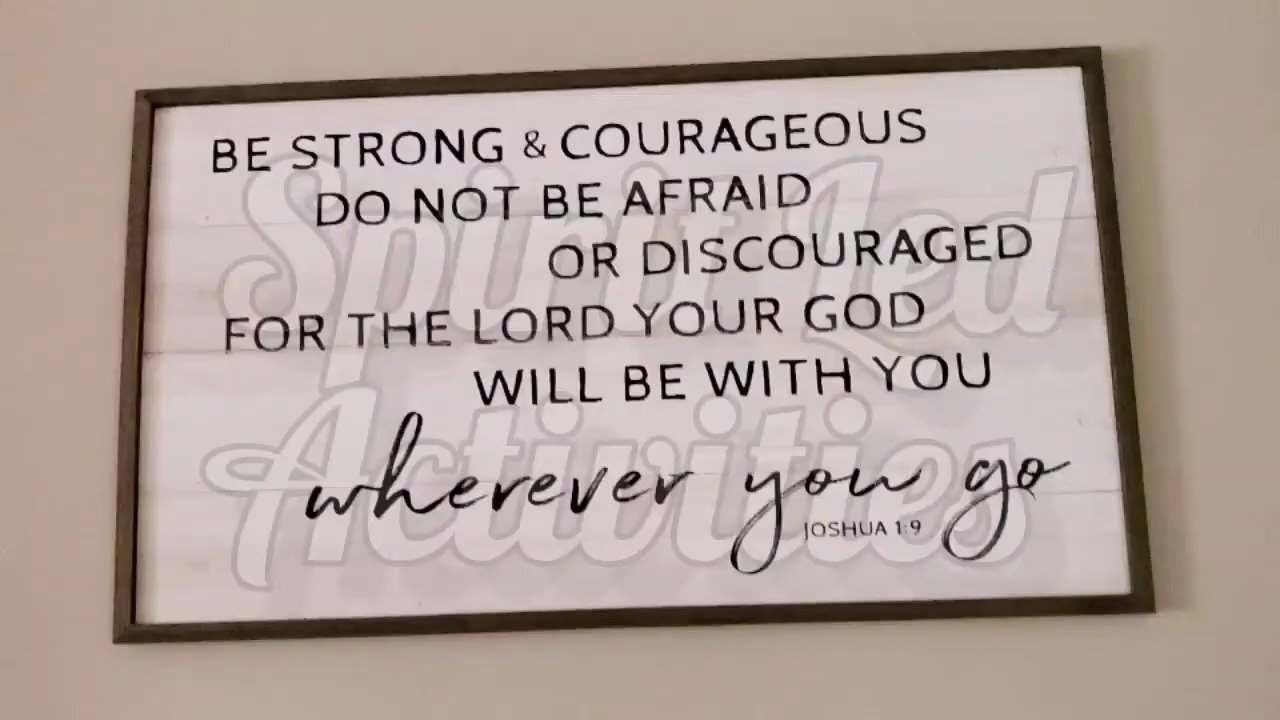 BE STRONG & COURAGEOUS
DO NOT BE AFRAID
OR DISCOURAGED
FOR THE LORD YOUR GOD
WILL BE WITH YOU
wherever you go
JOSHUA 1:9
Spirit Led
Activities